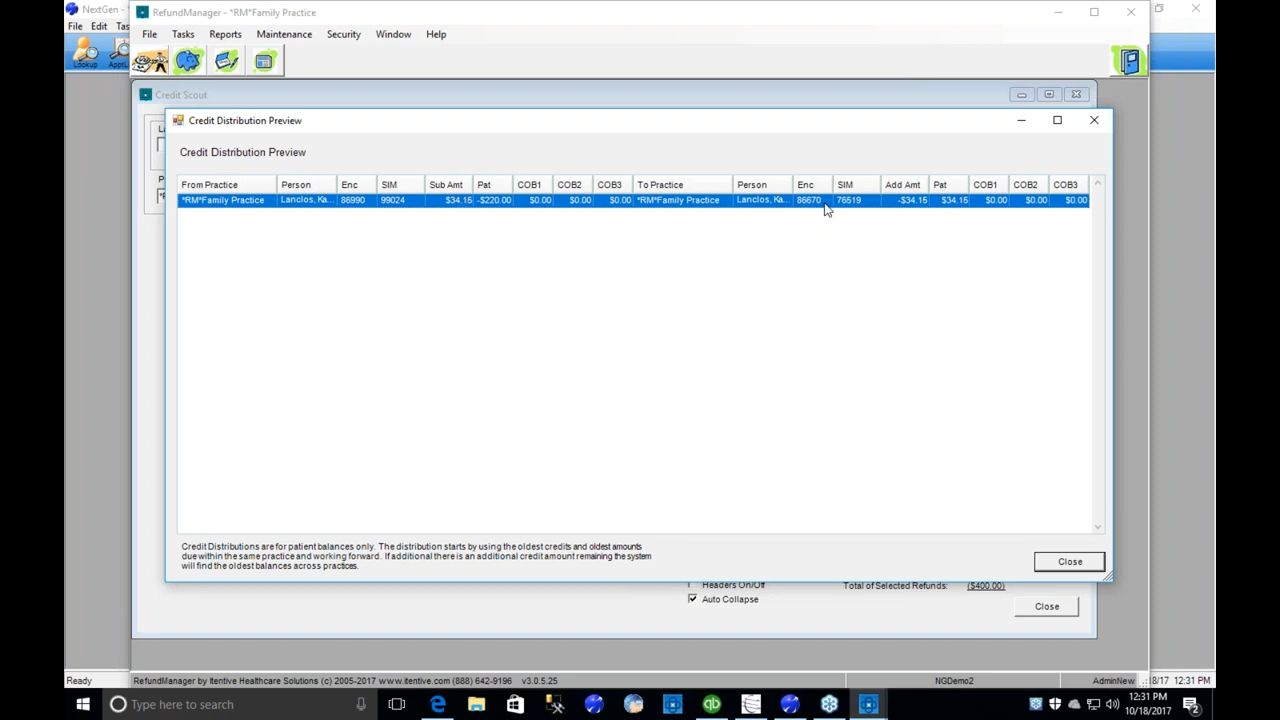 NextGen -
RefundManager - *RM*Family Practice
File Edit Tas
File Tasks Reports Maintenance Security Window Help
Lookup Appt L
Credit Scout
Credit Distribution Preview
Credit Distribution Preview
From Practice Person Enc SIM Sub Amt Pat COB1 COB2 COB3 To Practice Person Enc SIM Add Amt Pat COB1 COB2 COB3
*RM*Family Practice Lanclos, Ka... 86990 99024 $34.15 -$220.00 $0.00 $0.00 $0.00 *RM*Family Practice Lanclos, Ka... 86670 76519 -$34.15 $34.15 $0.00 $0.00 $0.00
Credit Distributions are for patient balances only. The distribution starts by using the oldest credits and oldest amounts
due within the same practice and working forward. If additional there is an additional credit amount remaining the system
will find the oldest balances across practices.
Close
Headers On/Off Total of Selected Refunds: ($400.00)
Auto Collapse
Close
Ready RefundManager by Itentive Healthcare Solutions (c) 2005-2017 www.itentive.com (888) 642-9196 v3.0.5.25 NGDemo2 AdminNew 18/17 12:31 PM
Type here to search
12:31 PM
10/18/2017
2